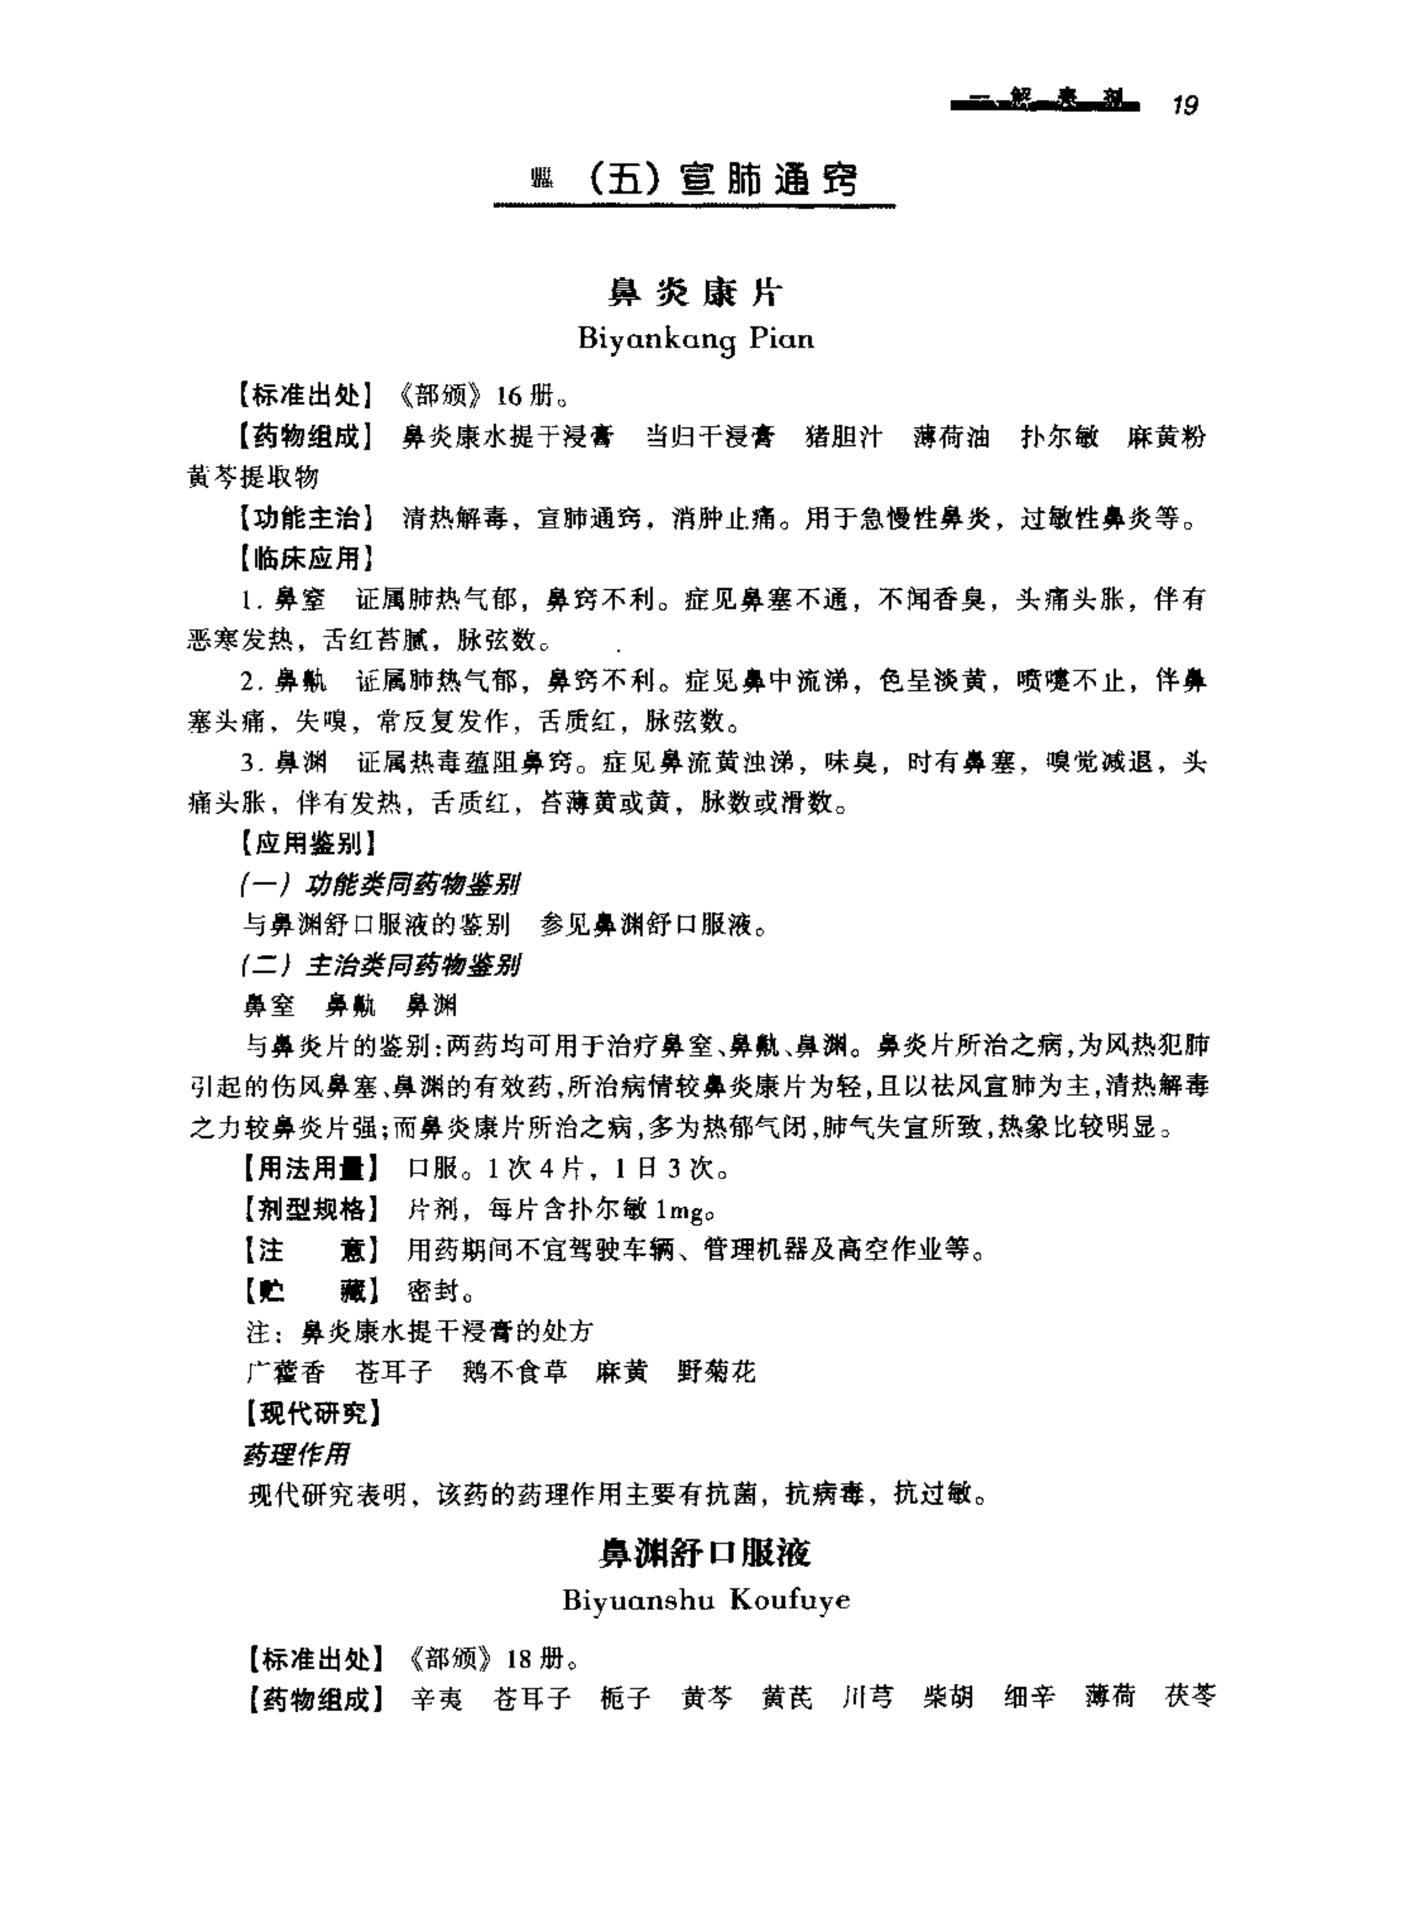 一、解表剂 19
（五）宣肺通窍
鼻炎康片
Biyankang Pian
【标准出处】《部颁》16册。
【药物组成】 鼻炎康水提干浸膏 当归干浸膏 猪胆汁 薄荷油 扑尔敏 麻黄粉
黄芩提取物
【功能主治】 清热解毒，宣肺通窍，消肿止痛。用于急慢性鼻炎，过敏性鼻炎等。
【临床应用】
1. 鼻窒 证属肺热气郁，鼻窍不利。症见鼻塞不通，不闻香臭，头痛头胀，伴有
恶寒发热，舌红苔腻，脉弦数。
2. 鼻鼽 证属肺热气郁，鼻窍不利。症见鼻中流涕，色呈淡黄，喷嚏不止，伴鼻
塞头痛，失嗅，常反复发作，舌质红，脉弦数。
3. 鼻渊 证属热毒蕴阻鼻窍。症见鼻流黄浊涕，味臭，时有鼻塞，嗅觉减退，头
痛头胀，伴有发热，舌质红，苔薄黄或黄，脉数或滑数。
【应用鉴别】
（一）功能类同药物鉴别
与鼻渊舒口服液的鉴别 参见鼻渊舒口服液。
（二）主治类同药物鉴别
鼻窒 鼻鼽 鼻渊
与鼻炎片的鉴别：两药均可用于治疗鼻窒、鼻鼽、鼻渊。鼻炎片所治之病，为风热犯肺
引起的伤风鼻塞、鼻渊的有效药，所治病情较鼻炎康片为轻，且以祛风宣肺为主，清热解毒
之力较鼻炎片强；而鼻炎康片所治之病，多为热郁气闭，肺气失宣所致，热象比较明显。
【用法用量】 口服。1次4片，1日3次。
【剂型规格】 片剂，每片含扑尔敏1mg。
【注 意】 用药期间不宜驾驶车辆、管理机器及高空作业等。
【贮 藏】 密封。
注：鼻炎康水提干浸膏的处方
广藿香 苍耳子 鹅不食草 麻黄 野菊花
【现代研究】
药理作用
现代研究表明，该药的药理作用主要有抗菌，抗病毒，抗过敏。
鼻渊舒口服液
Biyuanshu Koufuye
【标准出处】《部颁》18册。
【药物组成】 辛夷 苍耳子 栀子 黄芩 黄芪 川芎 柴胡 细辛 薄荷 茯苓